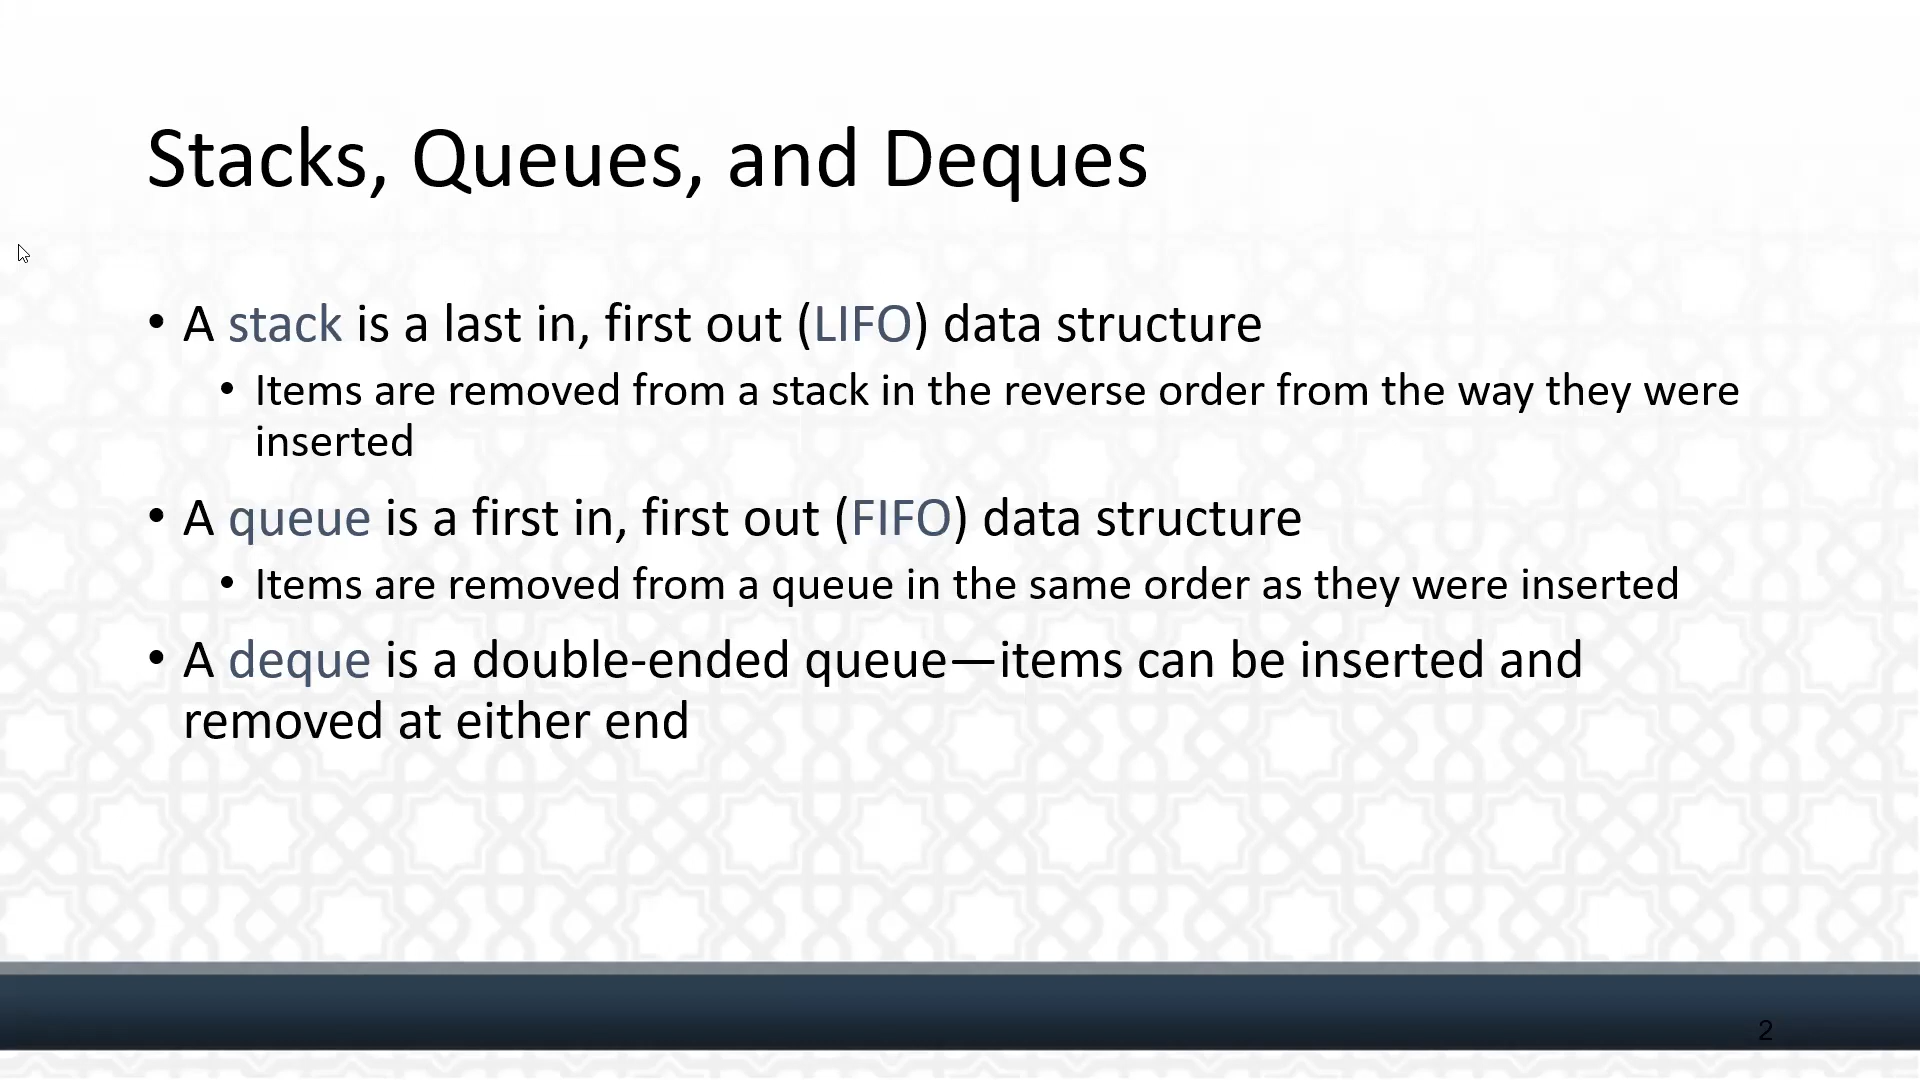 Stacks, Queues, and Deques
• A stack is a last in, first out (LIFO) data structure
• Items are removed from a stack in the reverse order from the way they were
inserted
• A queue is a first in, first out (FIFO) data structure
• Items are removed from a queue in the same order as they were inserted
• A deque is a double-ended queue—items can be inserted and
removed at either end
2